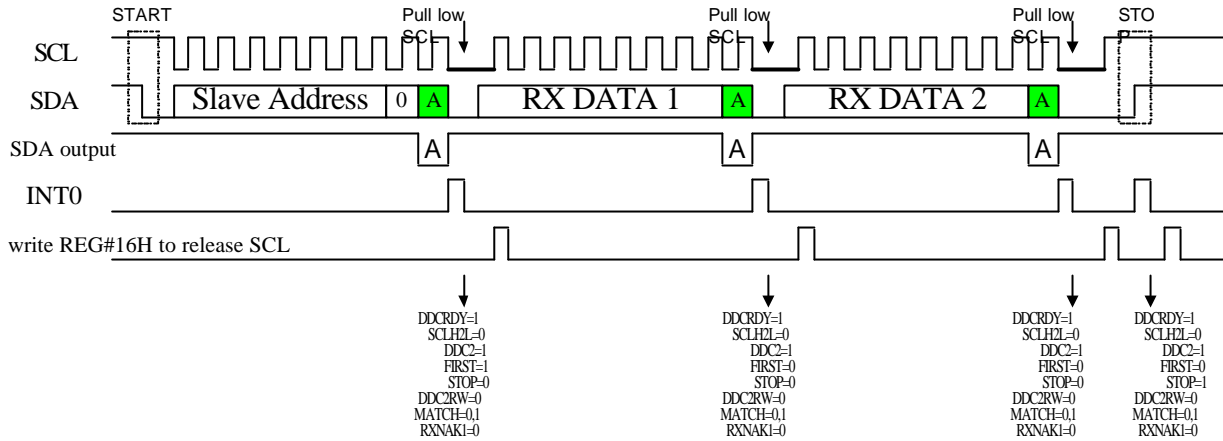 START
Pull low
SCL
Pull low
SCL
Pull low
SCL
STO
P
SCL
SDA
Slave Address
0
A
RX DATA 1
A
RX DATA 2
A
SDA output
A
A
A
INT0
write REG#16H to release SCL
DDCRDY=1
SCLH2L=0
DDC2=1
FIRST=1
STOP=0
DDC2RW=0
MATCH=0,1
RXNAK1=0
DDCRDY=1
SCLH2L=0
DDC2=1
FIRST=0
STOP=0
DDC2RW=0
MATCH=0,1
RXNAK1=0
DDCRDY=1
SCLH2L=0
DDC2=1
FIRST=0
STOP=0
DDC2RW=0
MATCH=0,1
RXNAK1=0
DDCRDY=1
SCLH2L=0
DDC2=1
FIRST=0
STOP=1
DDC2RW=0
MATCH=0,1
RXNAK1=0